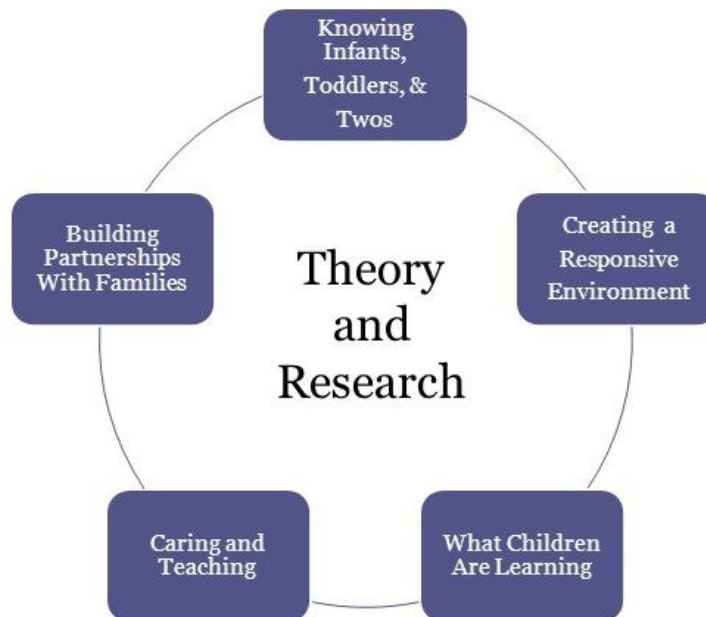 Knowing
Infants,
Toddlers, &
Twos
Building
Partnerships
With Families
Creating a
Responsive
Environment
Theory
and
Research
Caring and
Teaching
What Children
Are Learning